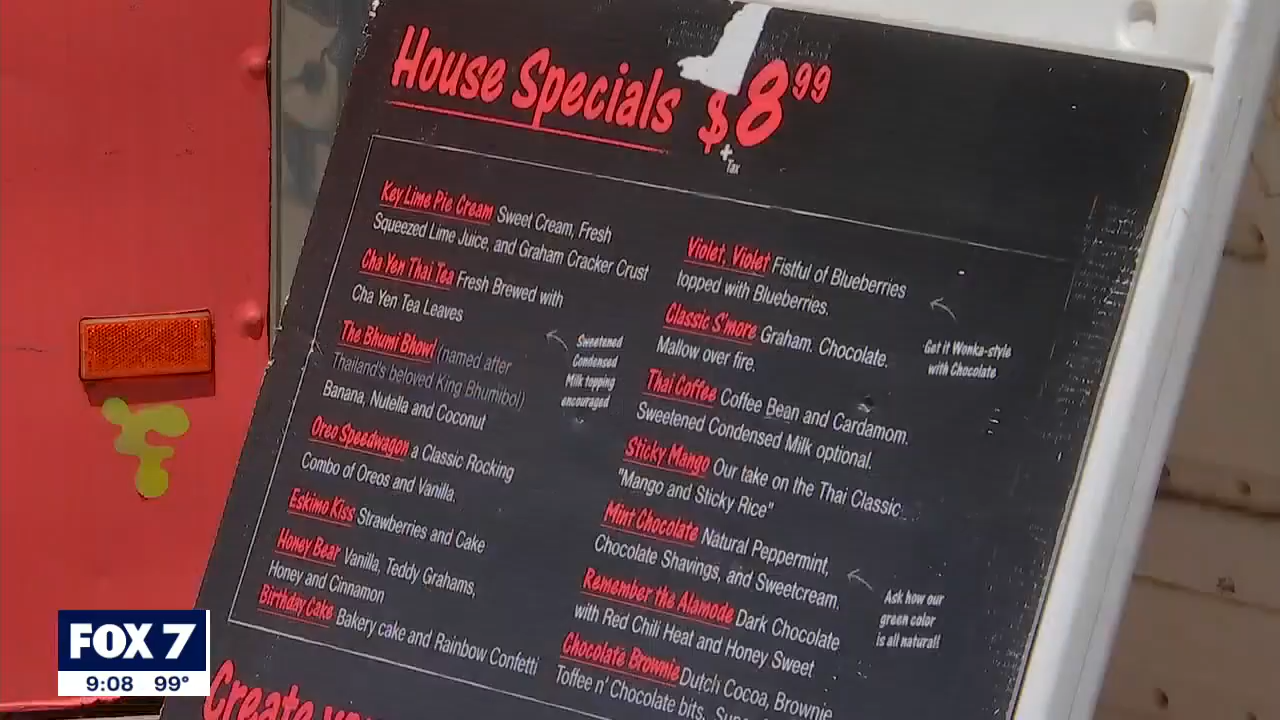 House Specials $8.99
+
Tax
Key Lime Pie Cream Sweet Cream, Fresh
Squeezed Lime Juice, and Graham Cracker Crust
Cha Yen Thai Tea Fresh Brewed with
Cha Yen Tea Leaves
Sweetened
Condensed
Milk topping
encouraged
The Bhumi Bhowl (named after
Thailand's beloved King Bhumibol)
Banana, Nutella and Coconut
Oreo Speedwagon a Classic Rocking
Combo of Oreos and Vanilla.
Eskimo Kiss Strawberries and Cake
Honey Bear Vanilla, Teddy Grahams,
Honey and Cinnamon
Birthday Cake Bakery cake and Rainbow Confetti
Violet, Violet Fistful of Blueberries
topped with Blueberries.
Get it Wonka-style
with Chocolate
Classic S'more Graham. Chocolate.
Mallow over fire.
Thai Coffee Coffee Bean and Cardamom.
Sweetened Condensed Milk optional.
Sticky Mango Our take on the Thai Classic
"Mango and Sticky Rice"
Mint Chocolate Natural Peppermint,
Chocolate Shavings, and Sweetcream.
Ask how our
green color
is all natural!
Remember the Alamode Dark Chocolate
with Red Chili Heat and Honey Sweet
Chocolate Brownie Dutch Cocoa, Brownie
Toffee n' Chocolate bits,
Create
FOX 7
9:08 99°